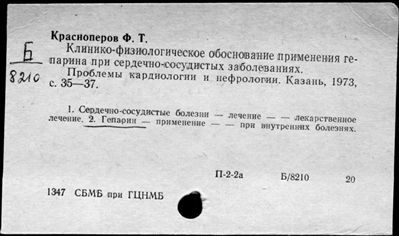 Красноперов Ф. Т.
Б
8210
Клинико-физиологическое обоснование применения ге-
парина при сердечно-сосудистых заболеваниях.
Проблемы кардиологии и нефрологии. Казань, 1973,
с. 35—37.
1. Сердечно-сосудистые болезни — лечение — — лекарственное
лечение. 2. Гепарин — применение — — при внутренних болезнях.
П-2-2а Б/8210 20
1347 СБМБ при ГЦНМБ